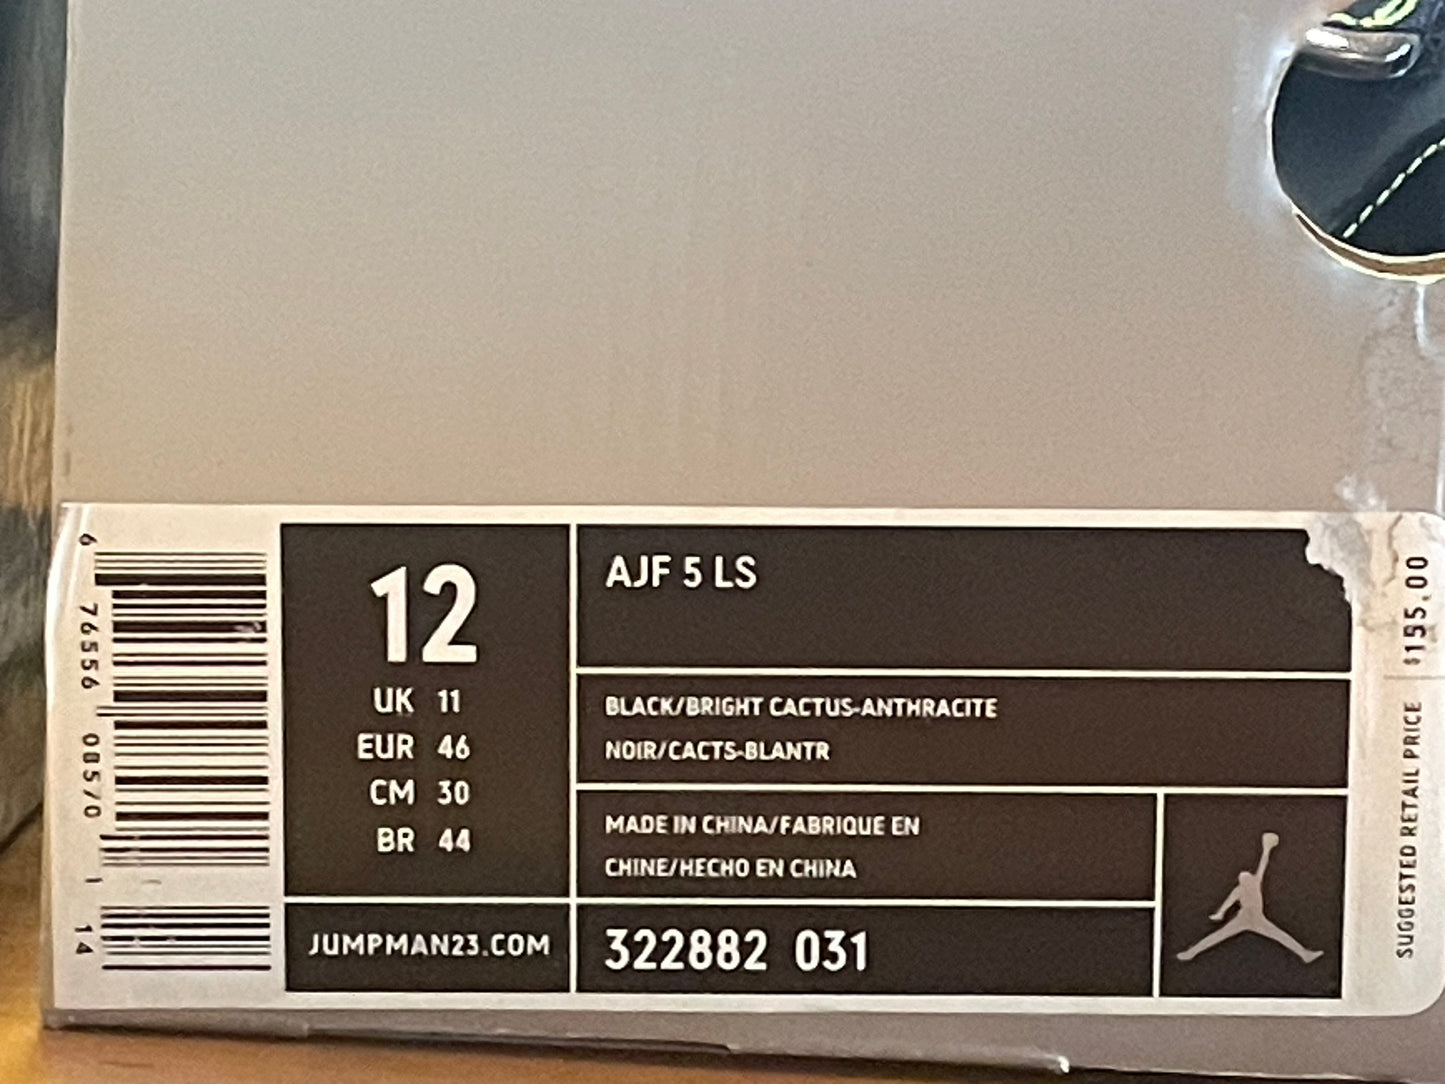 6 76556 08570 1 14
12
UK 11
EUR 46
CM 30
BR 44
JUMPMAN23.COM
AJF 5 LS
BLACK/BRIGHT CACTUS-ANTHRACITE
NOIR/CACTS-BLANTR
MADE IN CHINA/FABRIQUE EN
CHINE/HECHO EN CHINA
322882 031
SUGGESTED RETAIL PRICE $155.00